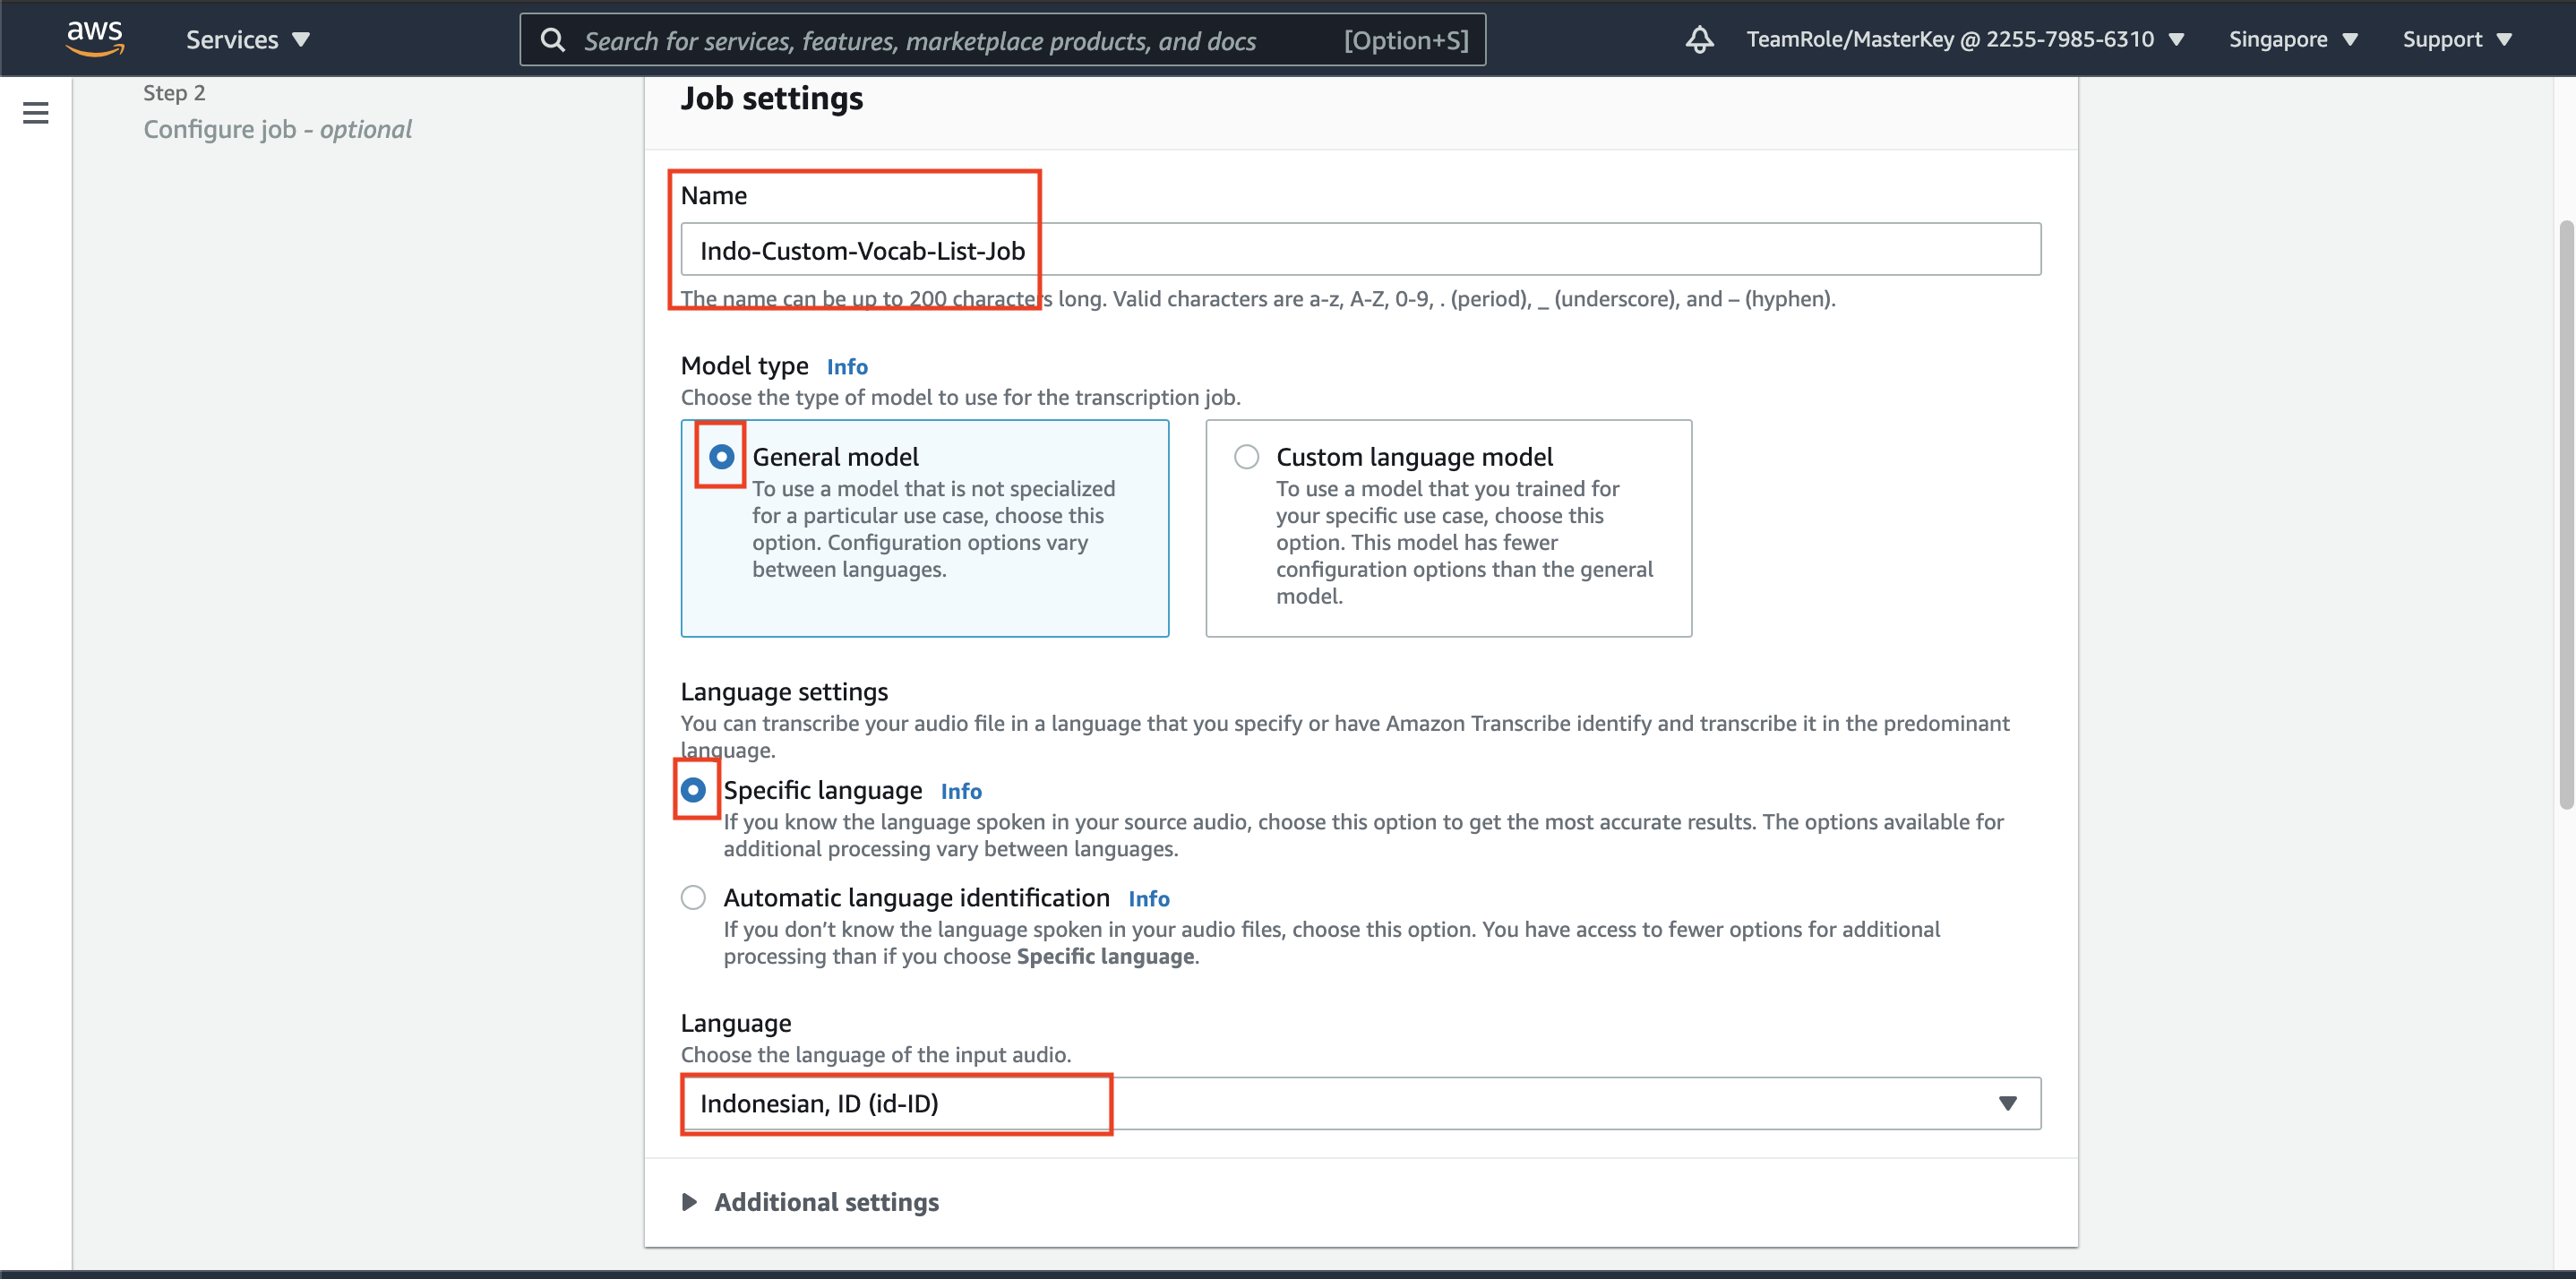 aws
Services
Search for services, features, marketplace products, and docs
[Option+S]
TeamRole/MasterKey @ 2255-7985-6310
Singapore
Support
Step 2
Configure job - optional
Job settings
Name
Indo-Custom-Vocab-List-Job
The name can be up to 200 characters long. Valid characters are a-z, A-Z, 0-9, . (period), _ (underscore), and – (hyphen).
Model type Info
Choose the type of model to use for the transcription job.
General model
To use a model that is not specialized
for a particular use case, choose this
option. Configuration options vary
between languages.
Custom language model
To use a model that you trained for
your specific use case, choose this
option. This model has fewer
configuration options than the general
model.
Language settings
You can transcribe your audio file in a language that you specify or have Amazon Transcribe identify and transcribe it in the predominant
language.
Specific language Info
If you know the language spoken in your source audio, choose this option to get the most accurate results. The options available for
additional processing vary between languages.
Automatic language identification Info
If you don’t know the language spoken in your audio files, choose this option. You have access to fewer options for additional
processing than if you choose Specific language.
Language
Choose the language of the input audio.
Indonesian, ID (id-ID)
Additional settings